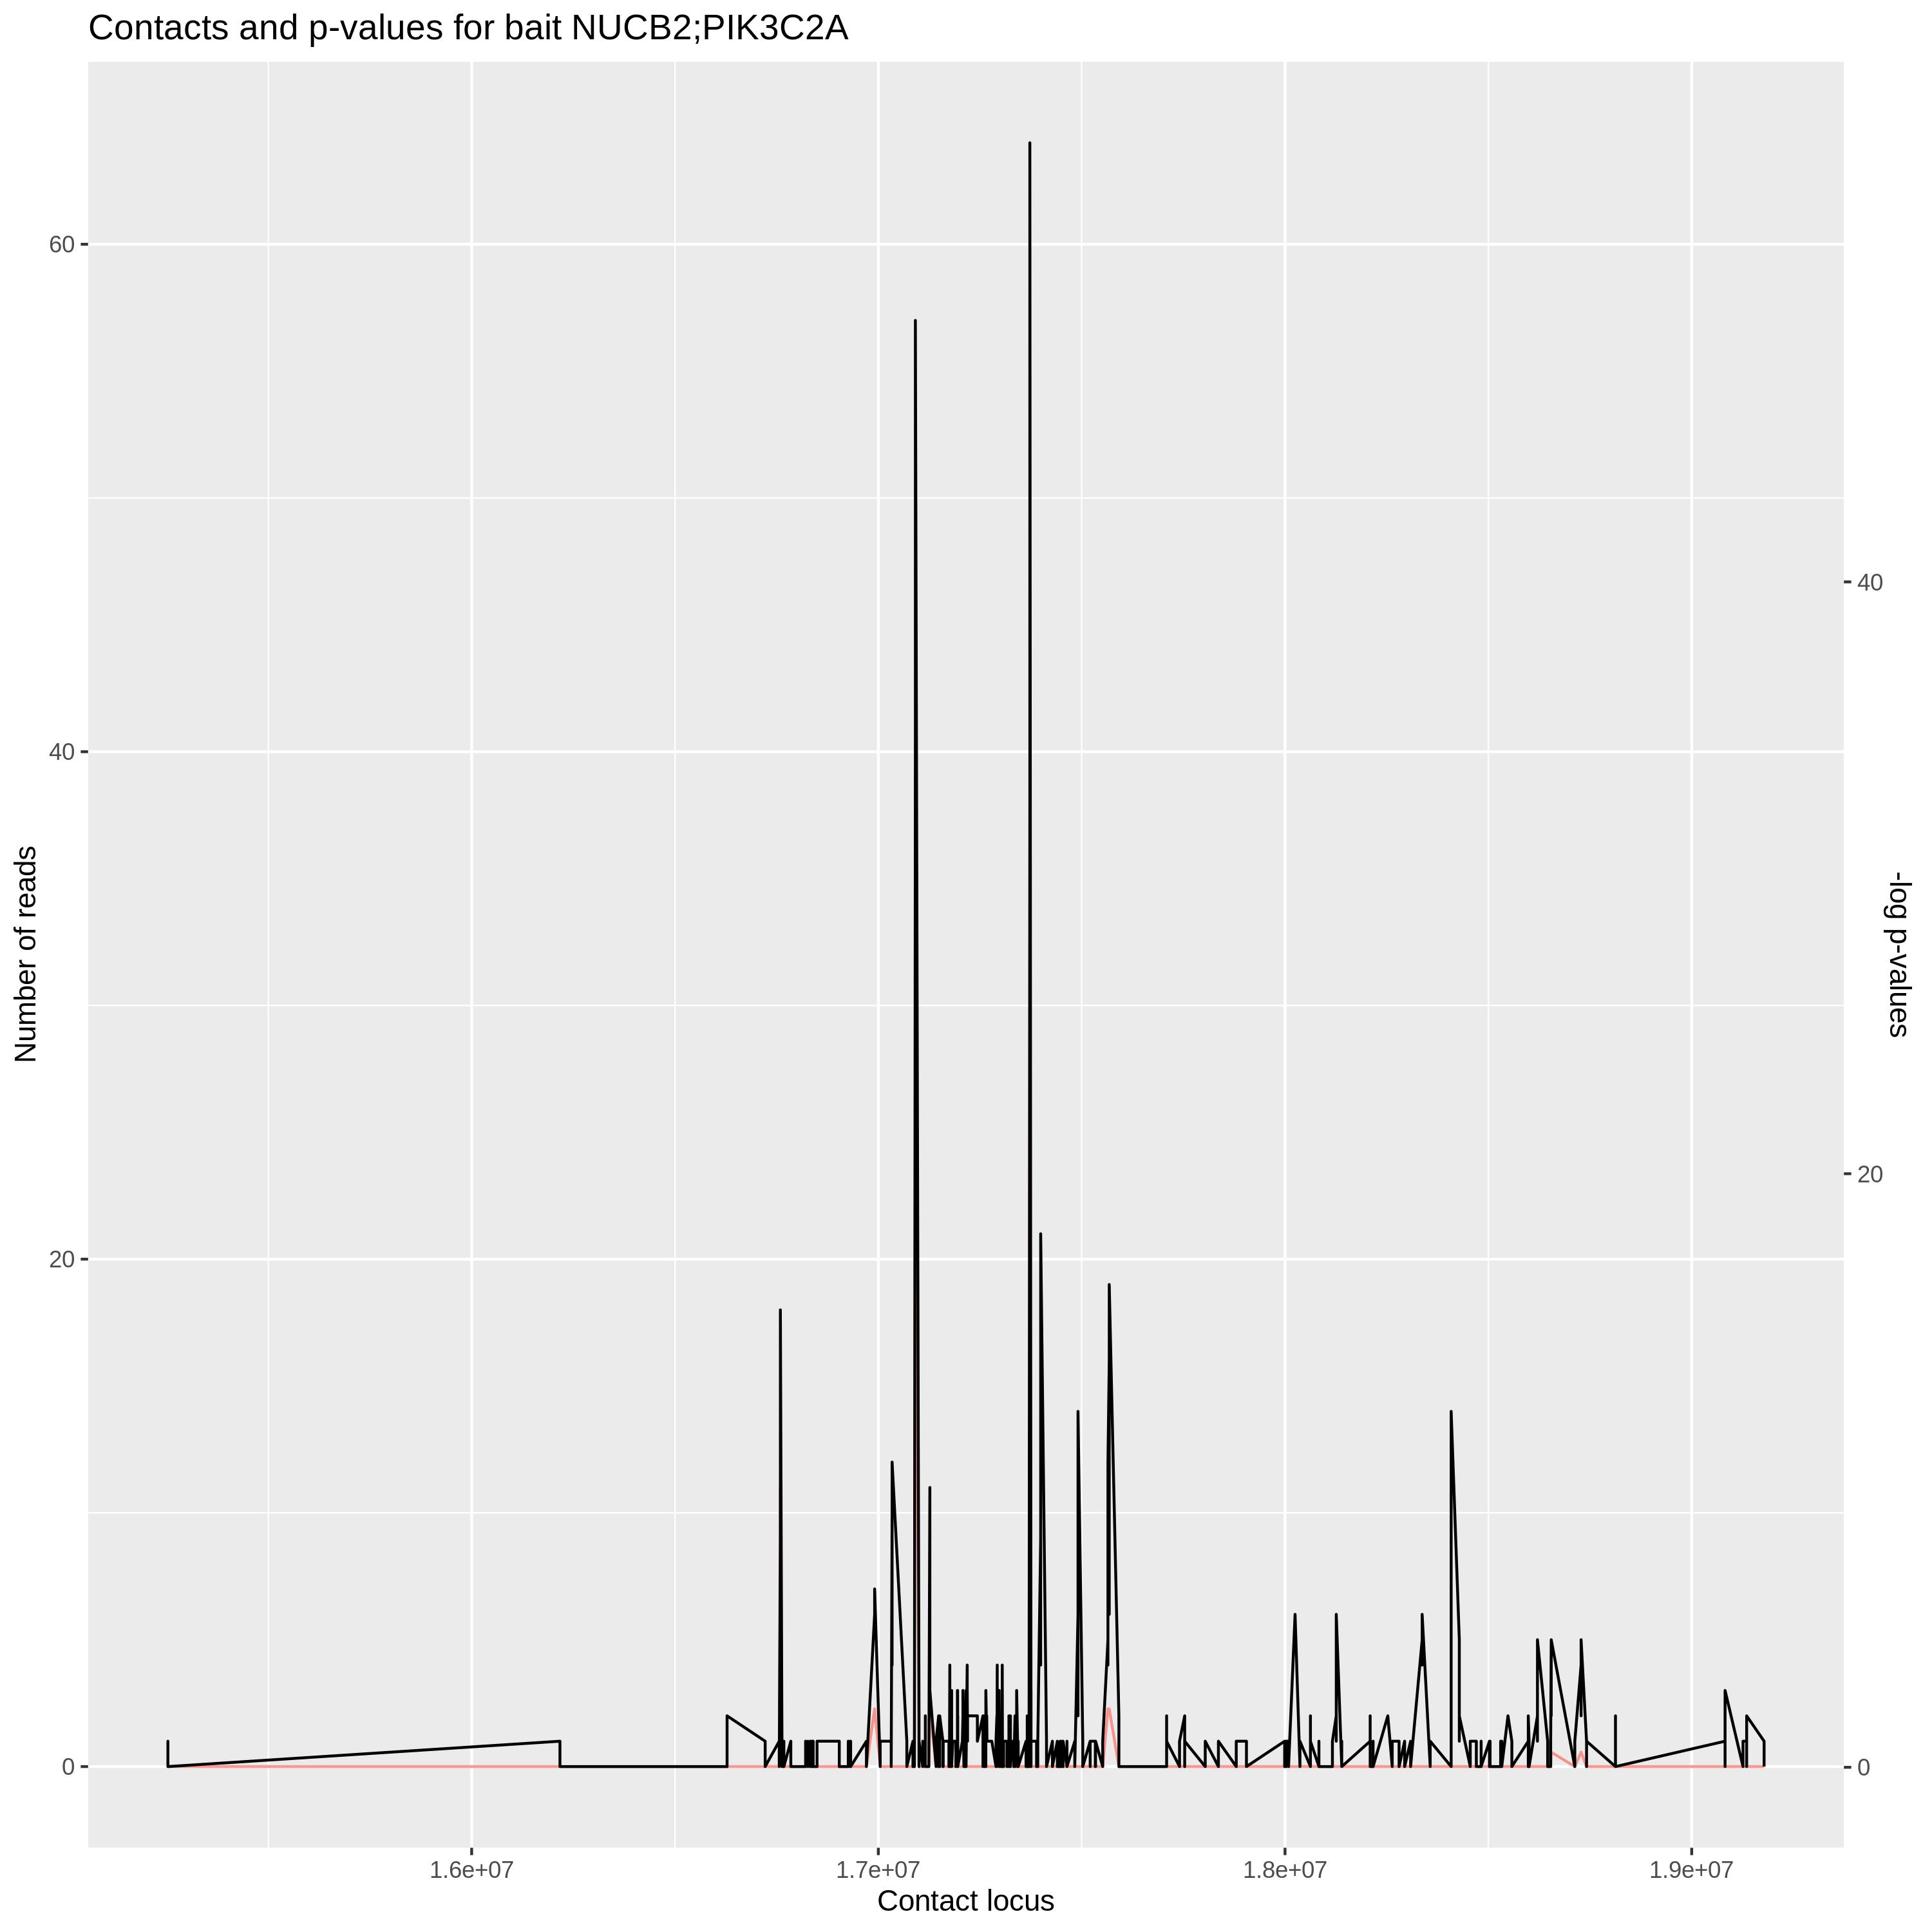 Contacts and p-values for bait NUCB2;PIK3C2A
60
40
20
0
Number of reads
40
20
0
-log p-values
1.6e+07
1.7e+07
1.8e+07
1.9e+07
Contact locus